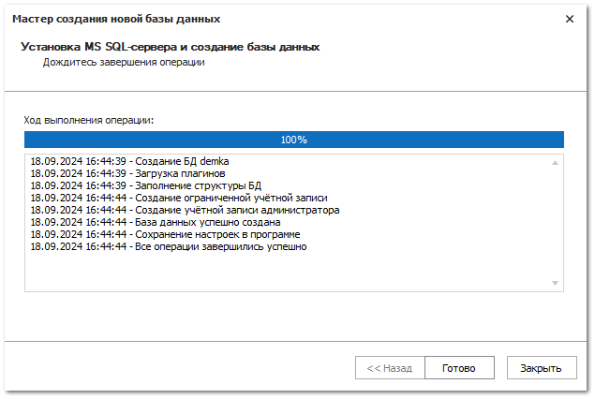 Мастер создания новой базы данных
Установка MS SQL-сервера и создание базы данных
Дождитесь завершения операции
Ход выполнения операции:
100%
18.09.2024 16:44:39 - Создание БД demka
18.09.2024 16:44:39 - Загрузка плагинов
18.09.2024 16:44:39 - Заполнение структуры БД
18.09.2024 16:44:44 - Создание ограниченной учётной записи
18.09.2024 16:44:44 - Создание учётной записи администратора
18.09.2024 16:44:44 - База данных успешно создана
18.09.2024 16:44:44 - Сохранение настроек в программе
18.09.2024 16:44:44 - Все операции завершились успешно
<< Назад Готово Закрыть